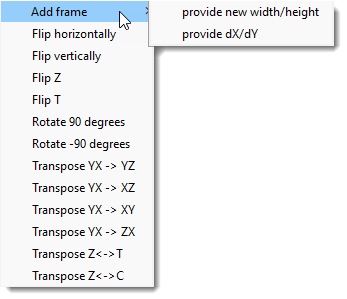 Add frame
provide new width/height
Flip horizontally
provide dX/dY
Flip vertically
Flip Z
Flip T
Rotate 90 degrees
Rotate -90 degrees
Transpose YX -> YZ
Transpose YX -> XZ
Transpose YX -> XY
Transpose YX -> ZX
Transpose Z<->T
Transpose Z<->C